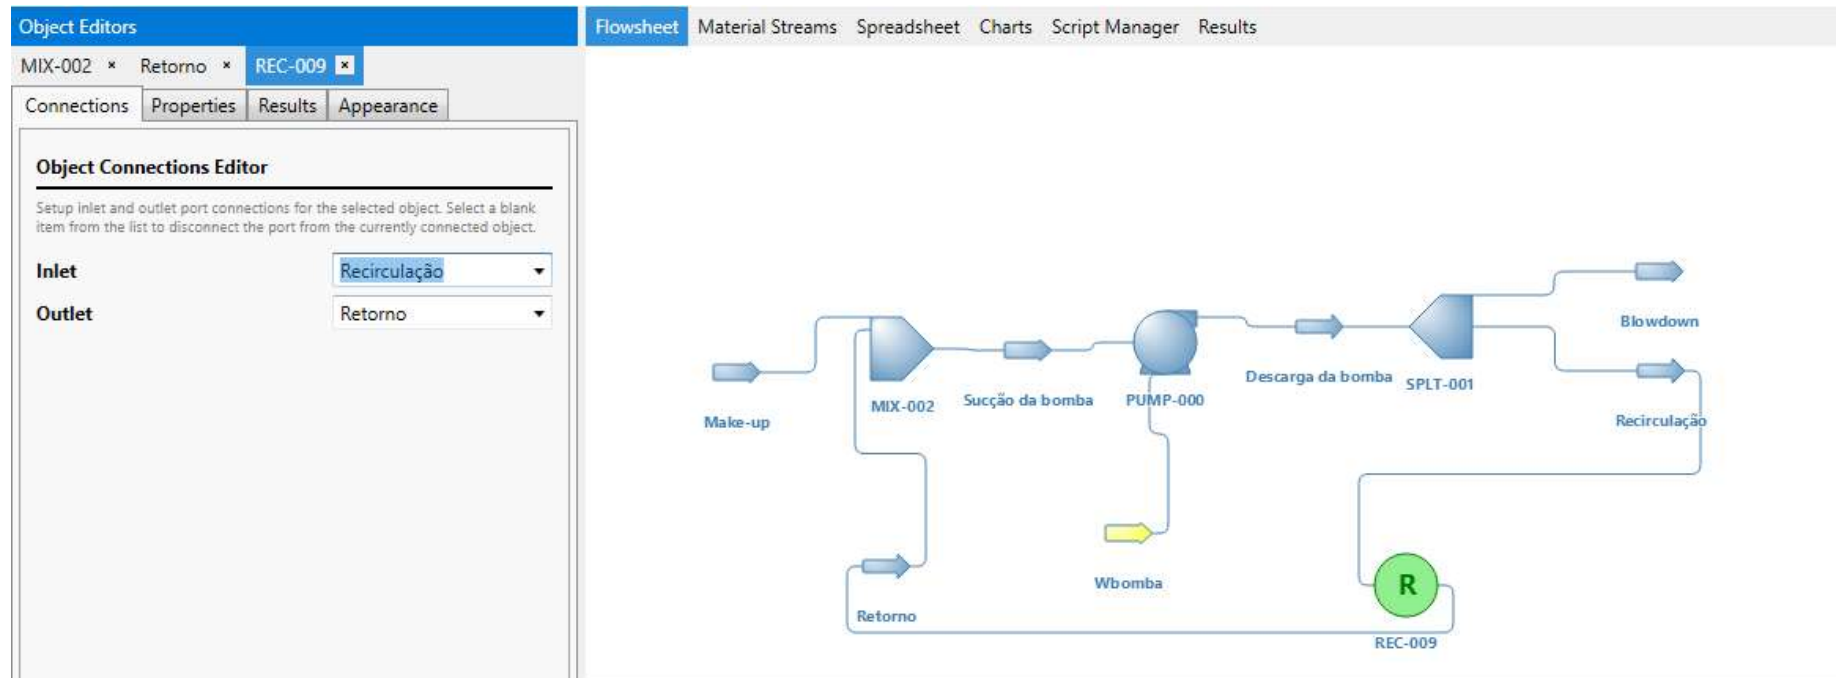 Object Editors
MIX-002 × Retorno × REC-009 ×
Connections Properties Results Appearance
Object Connections Editor
Setup inlet and outlet port connections for the selected object. Select a blank
item from the list to disconnect the port from the currently connected object.
Inlet Recirculação
Outlet Retorno
Flowsheet Material Streams Spreadsheet Charts Script Manager Results
Make-up
MIX-002
Sucção da bomba
PUMP-000
Descarga da bomba
SPLT-001
Blowdown
Recirculação
Wbomba
Retorno
R
REC-009